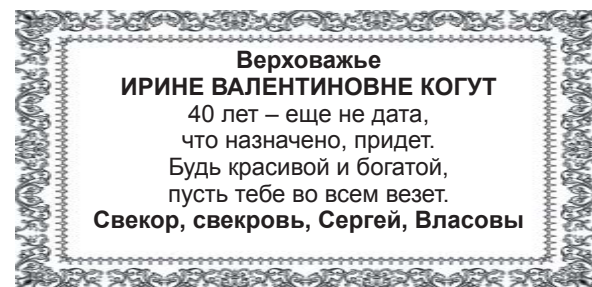 Верховажье
ИРИНЕ ВАЛЕНТИНОВНЕ КОГУТ
40 лет – еще не дата,
что назначено, придет.
Будь красивой и богатой,
пусть тебе во всем везет.
Свекор, свекровь, Сергей, Власовы